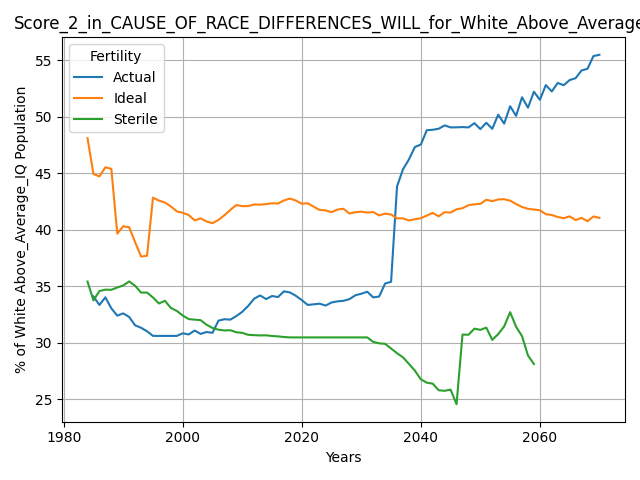 Score_2_in_CAUSE_OF_RACE_DIFFERENCES_WILL_for_White_Above_Average
Fertility
Actual
Ideal
Sterile
% of White Above_Average_IQ Population
55
50
45
40
35
30
25
1980
2000
2020
2040
2060
Years